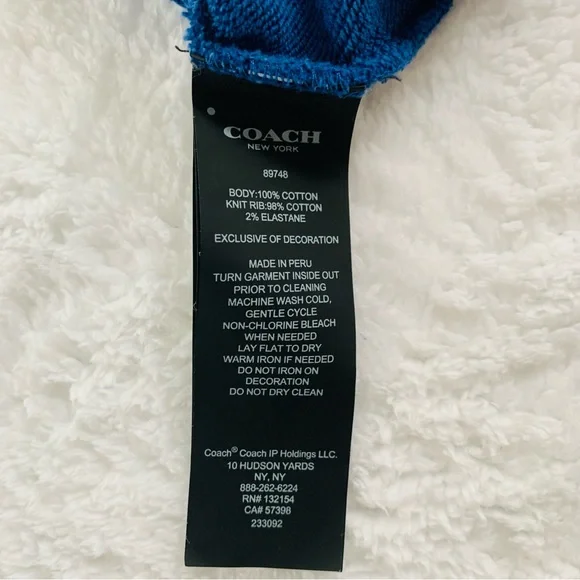 COACH
NEW YORK
89748
BODY:100% COTTON
KNIT RIB:98% COTTON
2% ELASTANE
EXCLUSIVE OF DECORATION
MADE IN PERU
TURN GARMENT INSIDE OUT
PRIOR TO CLEANING
MACHINE WASH COLD,
GENTLE CYCLE
NON-CHLORINE BLEACH
WHEN NEEDED
LAY FLAT TO DRY
WARM IRON IF NEEDED
DO NOT IRON ON
DECORATION
DO NOT DRY CLEAN
Coach® Coach IP Holdings LLC.
10 HUDSON YARDS
NY, NY
888-262-6224
RN# 132154
CA# 57398
233092